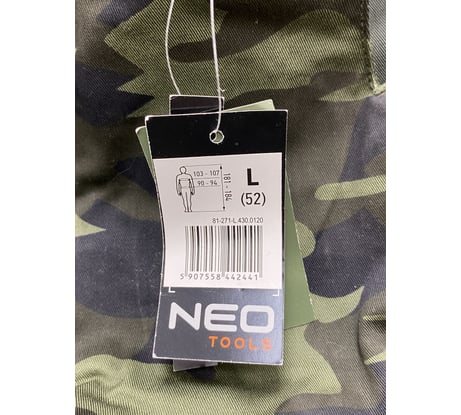 103 - 107
90 - 94
181 - 184
L
(52)
81-271-L.430.0120
5 907558 442441
L
NEO
TOOLS